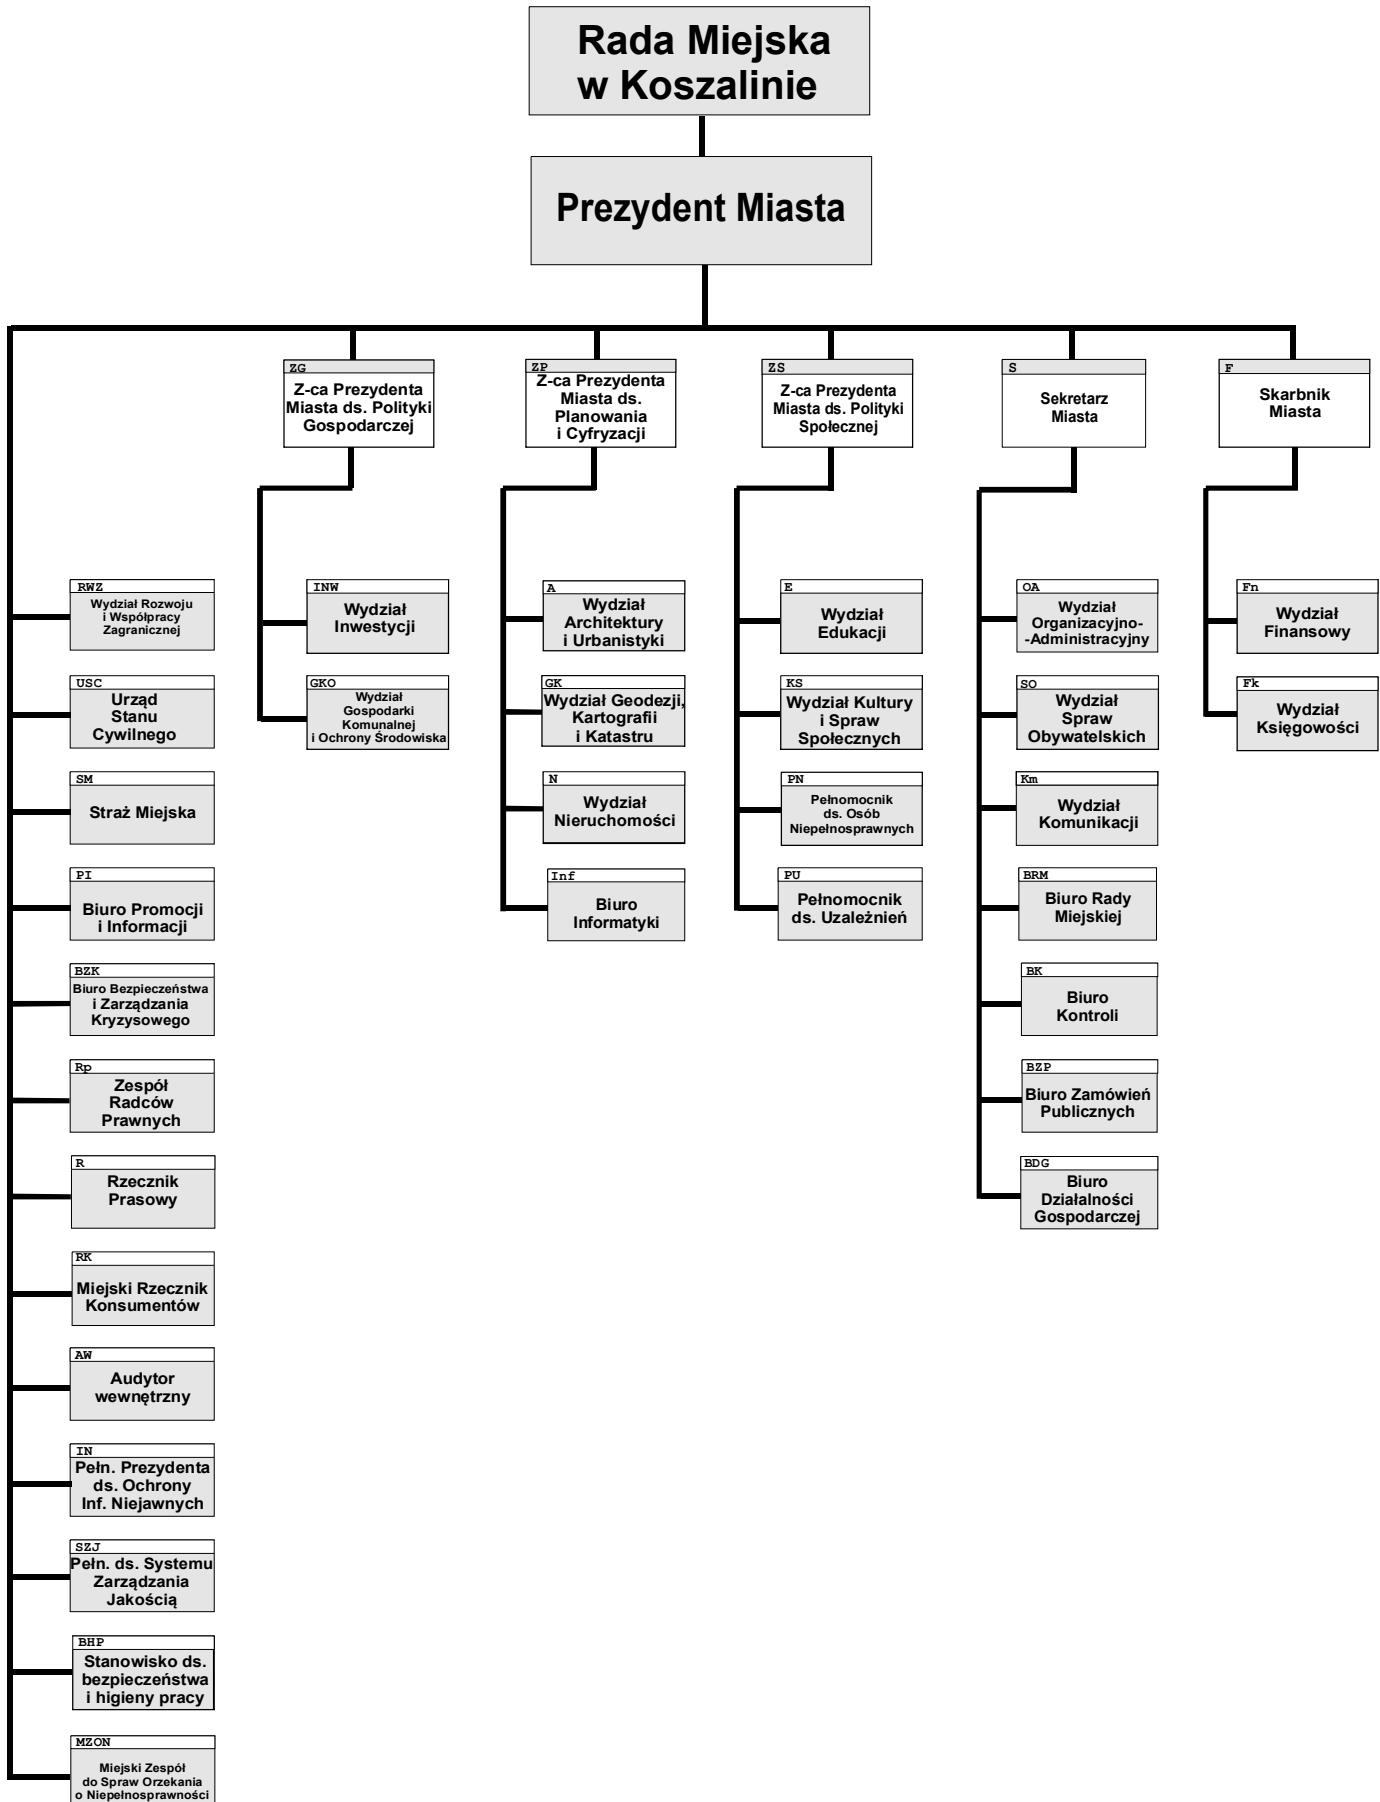 Rada Miejska
w Koszalinie
Prezydent Miasta
ZG
Z-ca Prezydenta
Miasta ds. Polityki
Gospodarczej
ZP
Z-ca Prezydenta
Miasta ds.
Planowania
i Cyfryzacji
ZS
Z-ca Prezydenta
Miasta ds. Polityki
Społecznej
S
Sekretarz
Miasta
F
Skarbnik
Miasta
RWZ
Wydział Rozwoju
i Współpracy
Zagranicznej
USC
Urząd
Stanu
Cywilnego
SM
Straż Miejska
PI
Biuro Promocji
i Informacji
BZK
Biuro Bezpieczeństwa
i Zarządzania
Kryzysowego
Rp
Zespół
Radców
Prawnych
R
Rzecznik
Prasowy
RK
Miejski Rzecznik
Konsumentów
AW
Audytor
wewnętrzny
IN
Pełn. Prezydenta
ds. Ochrony
Inf. Niejawnych
SZJ
Pełn. ds. Systemu
Zarządzania
Jakością
BHP
Stanowisko ds.
bezpieczeństwa
i higieny pracy
MZON
Miejski Zespół
do Spraw Orzekania
o Niepełnosprawności
INW
Wydział
Inwestycji
GKO
Wydział
Gospodarki
Komunalnej
i Ochrony Środowiska
A
Wydział
Architektury
i Urbanistyki
GK
Wydział Geodezji,
Kartografii
i Katastru
N
Wydział
Nieruchomości
Inf
Biuro
Informatyki
E
Wydział
Edukacji
KS
Wydział Kultury
i Spraw
Społecznych
PN
Pełnomocnik
ds. Osób
Niepełnosprawnych
PU
Pełnomocnik
ds. Uzależnień
OA
Wydział
Organizacyjno-
-Administracyjny
SO
Wydział
Spraw
Obywatelskich
Km
Wydział
Komunikacji
BRM
Biuro Rady
Miejskiej
BK
Biuro
Kontroli
BZP
Biuro Zamówień
Publicznych
BDG
Biuro
Działalności
Gospodarczej
Fn
Wydział
Finansowy
Fk
Wydział
Księgowości